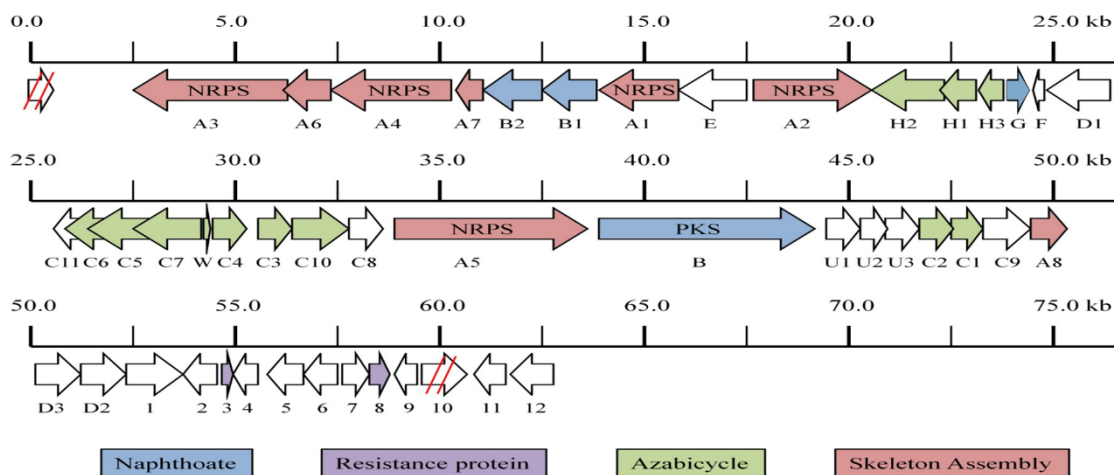 0.0 5.0 10.0 15.0 20.0 25.0 kb
NRPS NRPS NRPS NRPS
A3 A6 A4 A7 B2 B1 A1 E A2 H2 H1 H3 G F D1
25.0 30.0 35.0 40.0 45.0 50.0 kb
NRPS PKS
C11 C6 C5 C7 W C4 C3 C10 C8 A5 B U1 U2 U3 C2 C1 C9 A8
50.0 55.0 60.0 65.0 70.0 75.0 kb
D3 D2 1 2 3 4 5 6 7 8 9 10 11 12
Naphthoate Resistance protein Azabicycle Skeleton Assembly